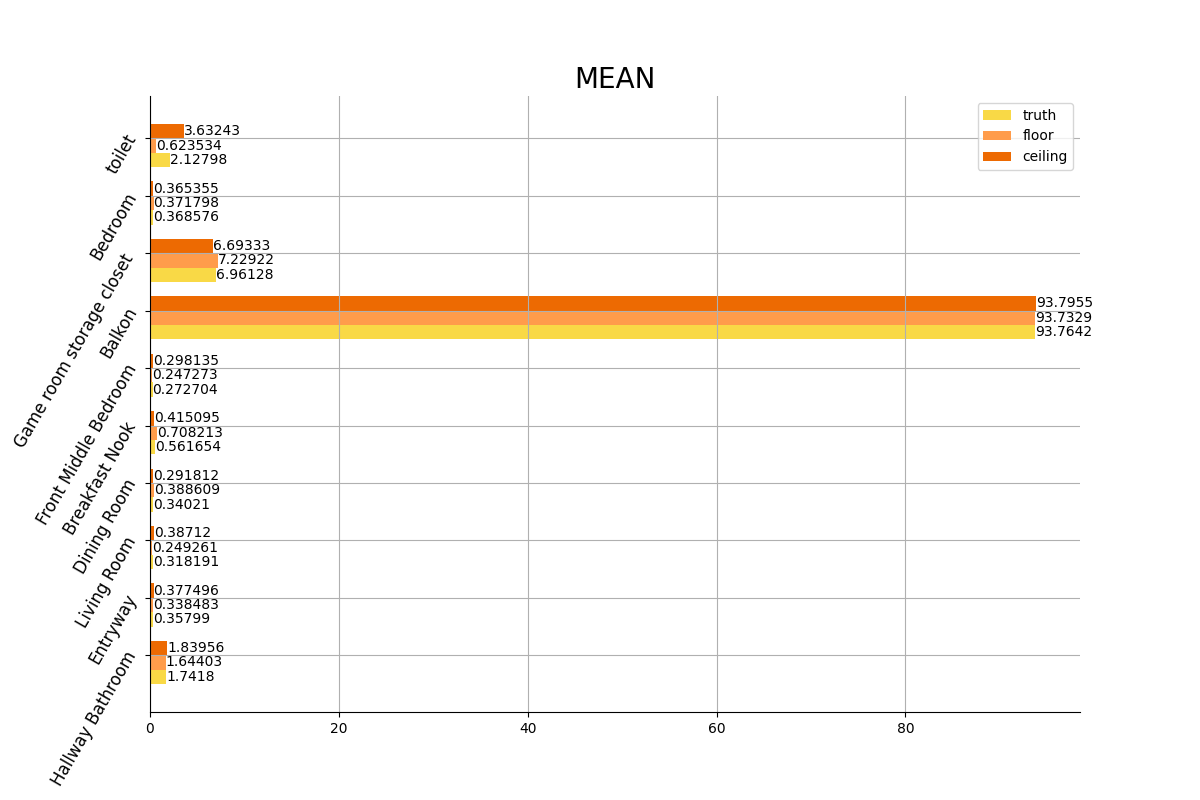 MEAN
truth
floor
ceiling
toilet
3.63243
0.623534
2.12798
Bedroom
0.365355
0.371798
0.368576
Game room storage closet
6.69333
7.22922
6.96128
Balkon
93.7955
93.7329
93.7642
Front Middle Bedroom
0.298135
0.247273
0.272704
Breakfast Nook
0.415095
0.708213
0.561654
Dining Room
0.291812
0.388609
0.34021
Living Room
0.38712
0.249261
0.318191
Entryway
0.377496
0.338483
0.35799
Hallway Bathroom
1.83956
1.64403
1.7418
0 20 40 60 80